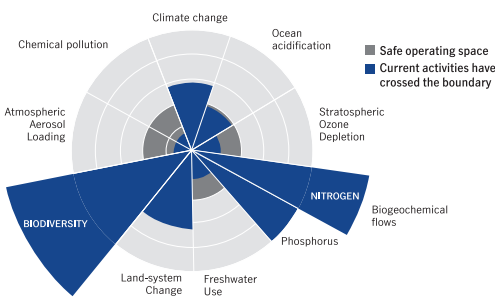 Climate change
Ocean
acidification
Chemical pollution
Safe operating space
Current activities have
crossed the boundary
Atmospheric
Aerosol
Loading
Stratospheric
Ozone
Depletion
NITROGEN
Biogeochemical
flows
BIODIVERSITY
Phosphorus
Land-system
Change
Freshwater
Use